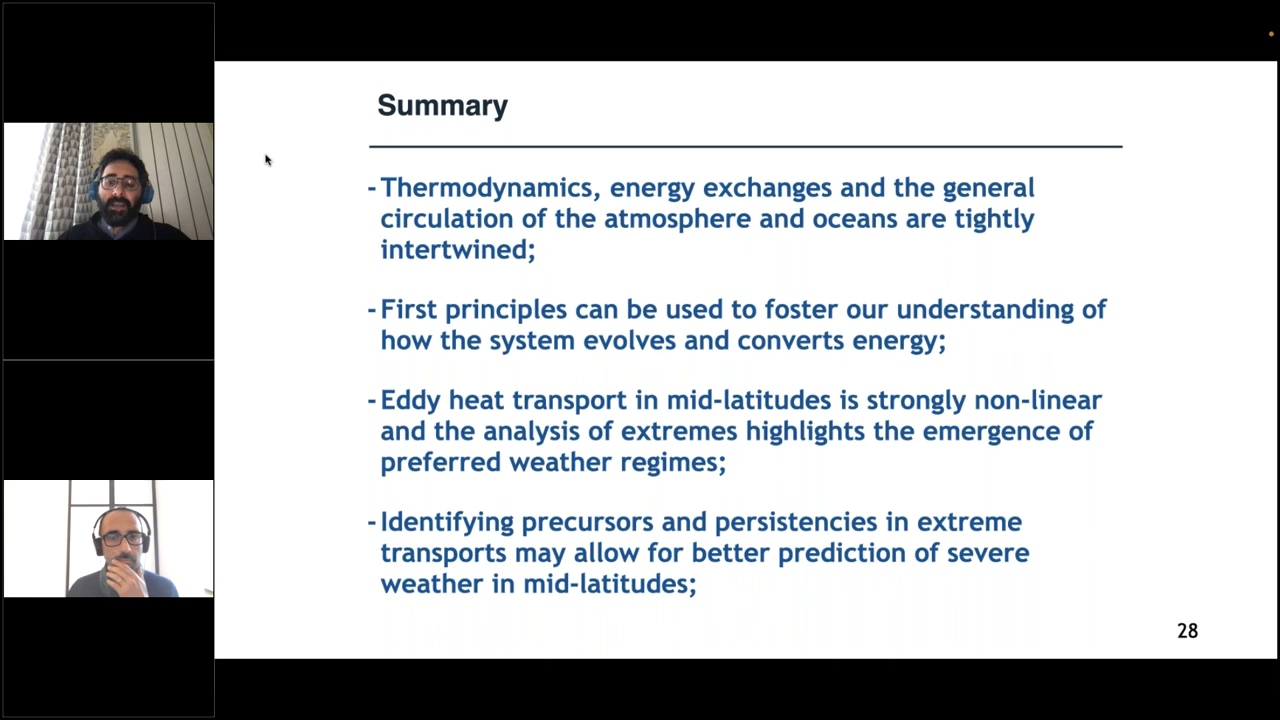 Summary
- Thermodynamics, energy exchanges and the general
circulation of the atmosphere and oceans are tightly
intertwined;
- First principles can be used to foster our understanding of
how the system evolves and converts energy;
- Eddy heat transport in mid-latitudes is strongly non-linear
and the analysis of extremes highlights the emergence of
preferred weather regimes;
- Identifying precursors and persistencies in extreme
transports may allow for better prediction of severe
weather in mid-latitudes;
28